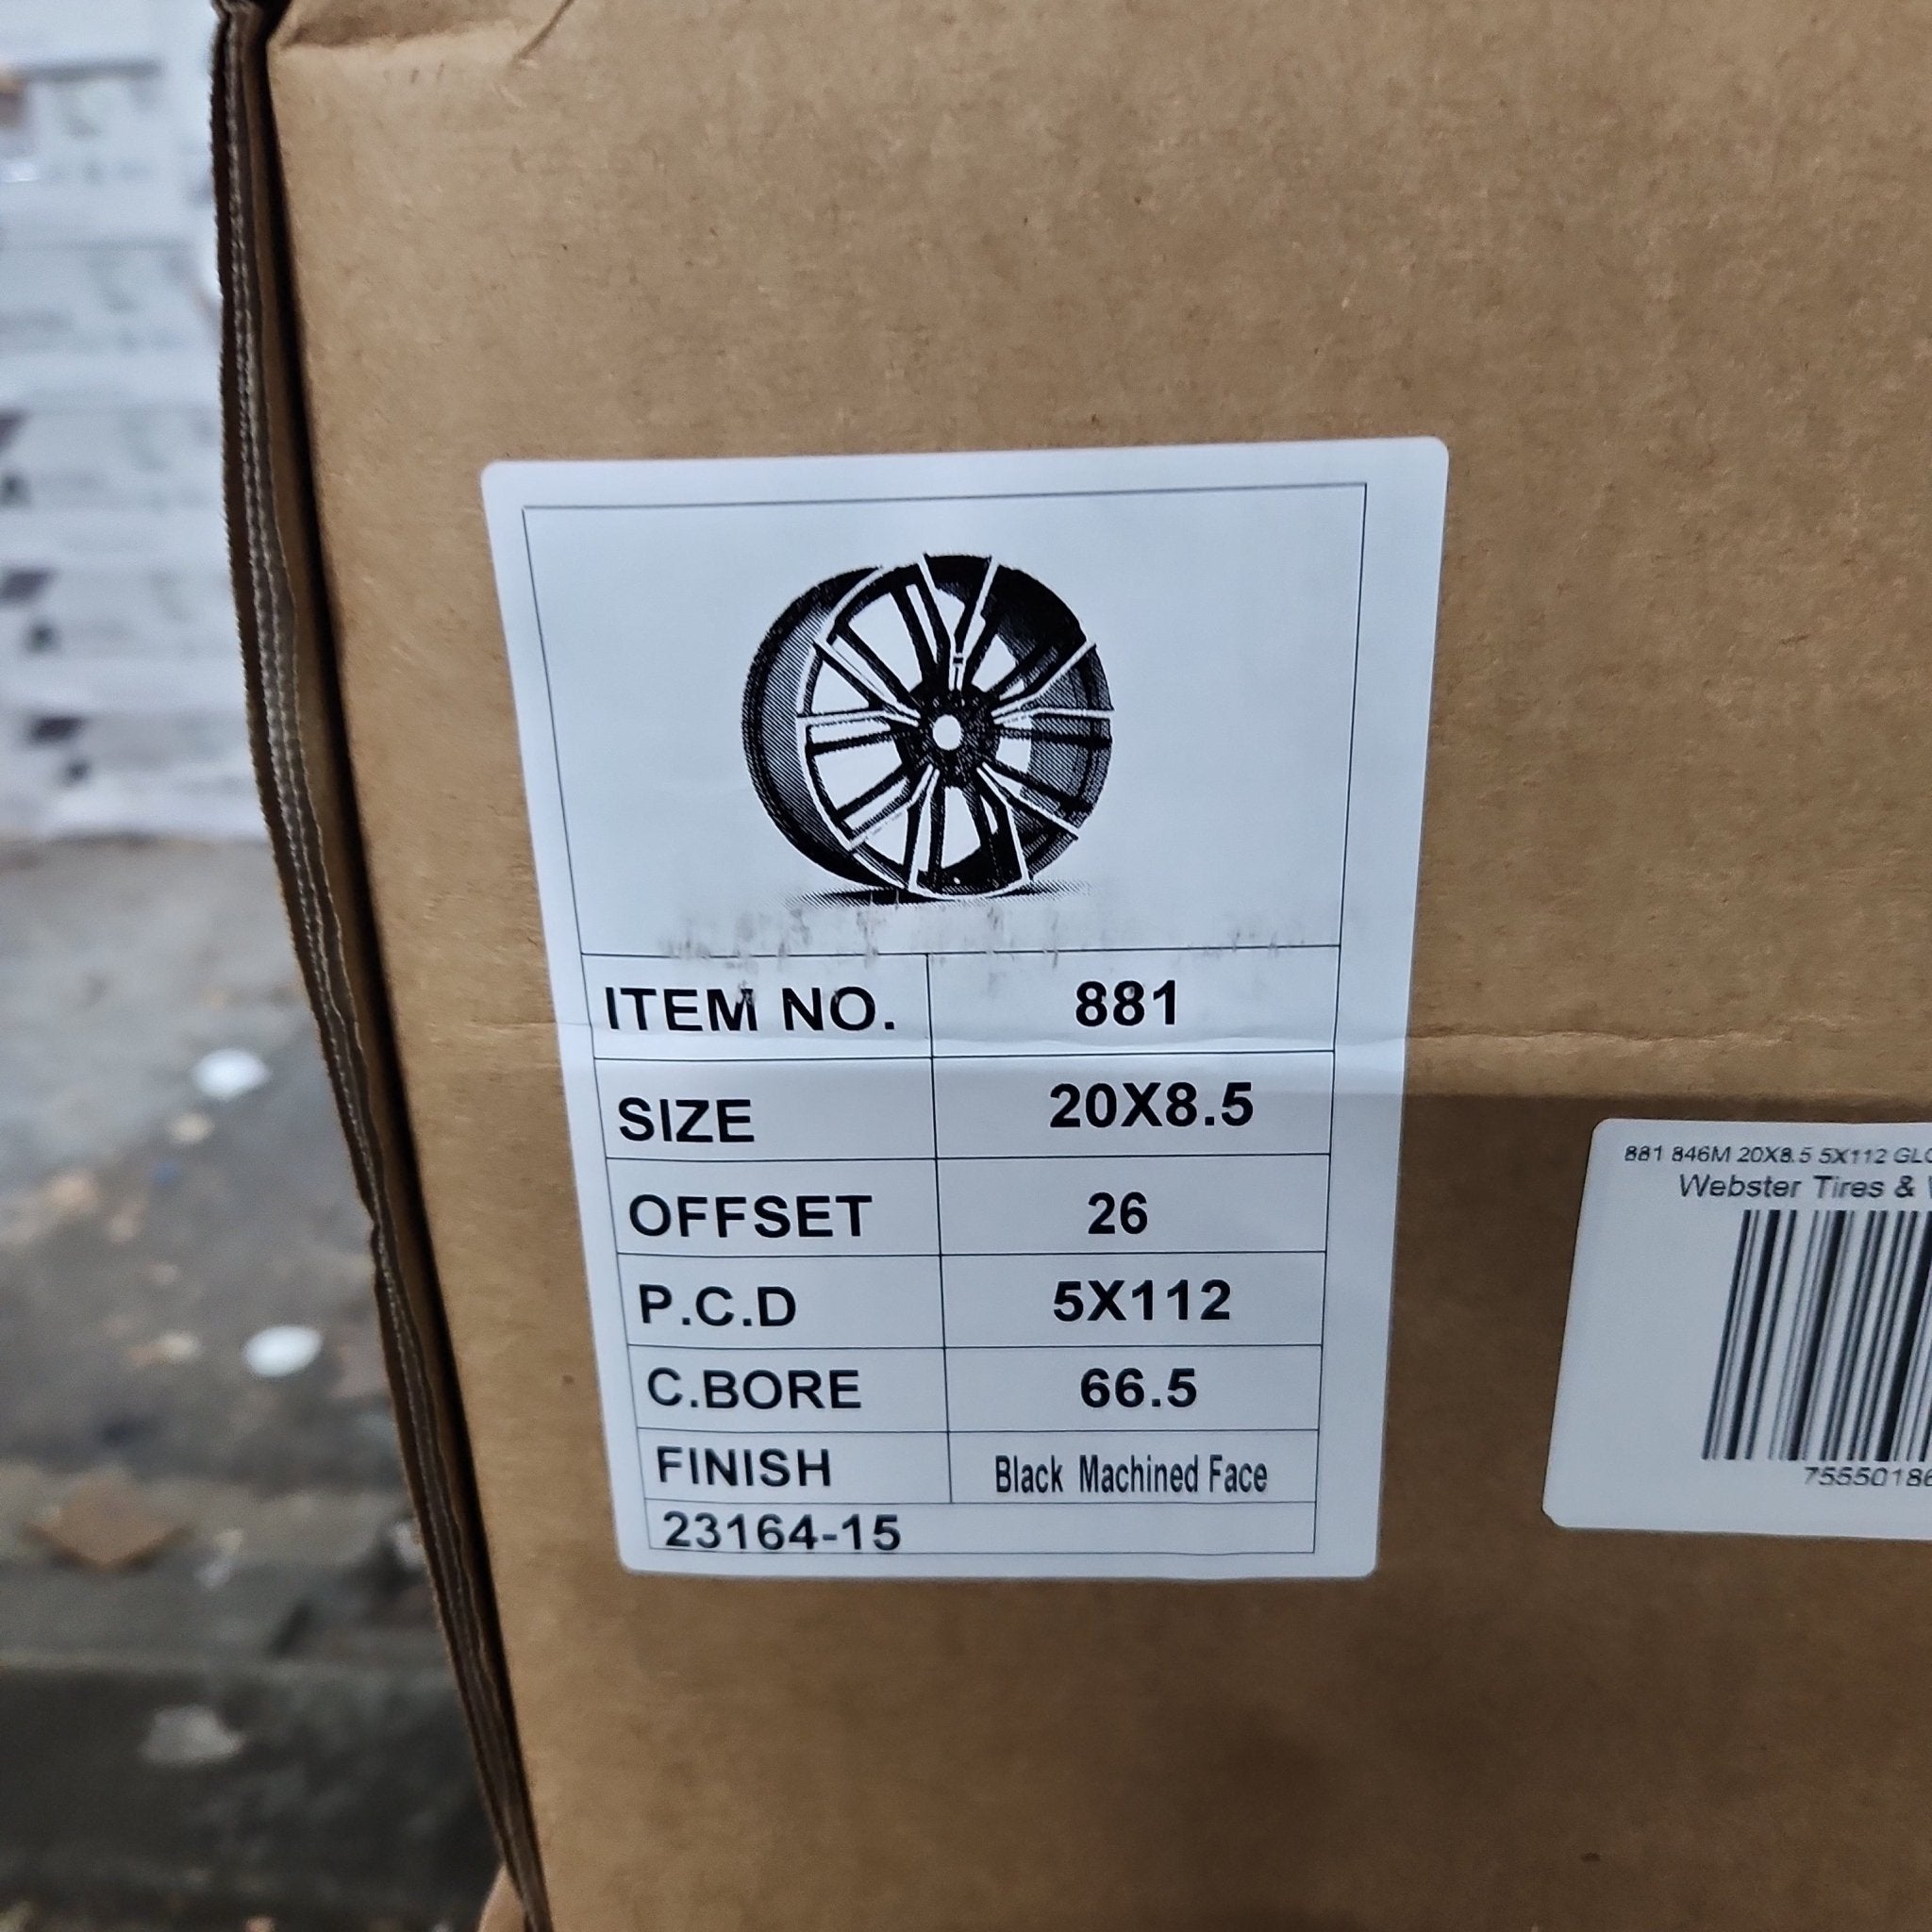 ITEM NO. 881
SIZE 20X8.5
OFFSET 26
P.C.D 5X112
C.BORE 66.5
FINISH Black Machined Face
23164-15
881 846M 20X8.5 5X112
Webster Tires &